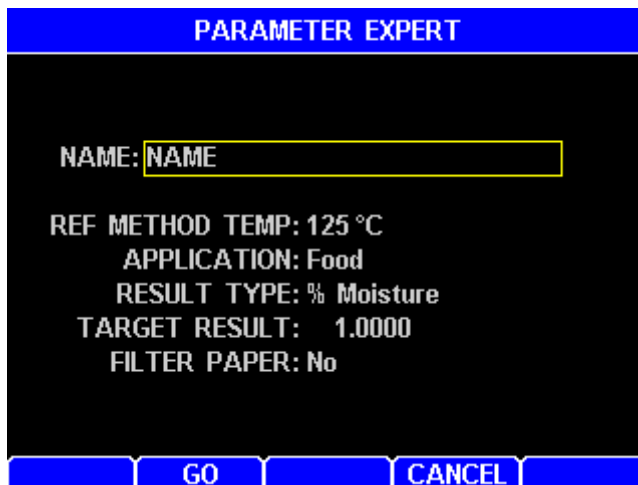 PARAMETER EXPERT
NAME: NAME
REF METHOD TEMP: 125 °C
APPLICATION: Food
RESULT TYPE: % Moisture
TARGET RESULT: 1.0000
FILTER PAPER: No
GO CANCEL